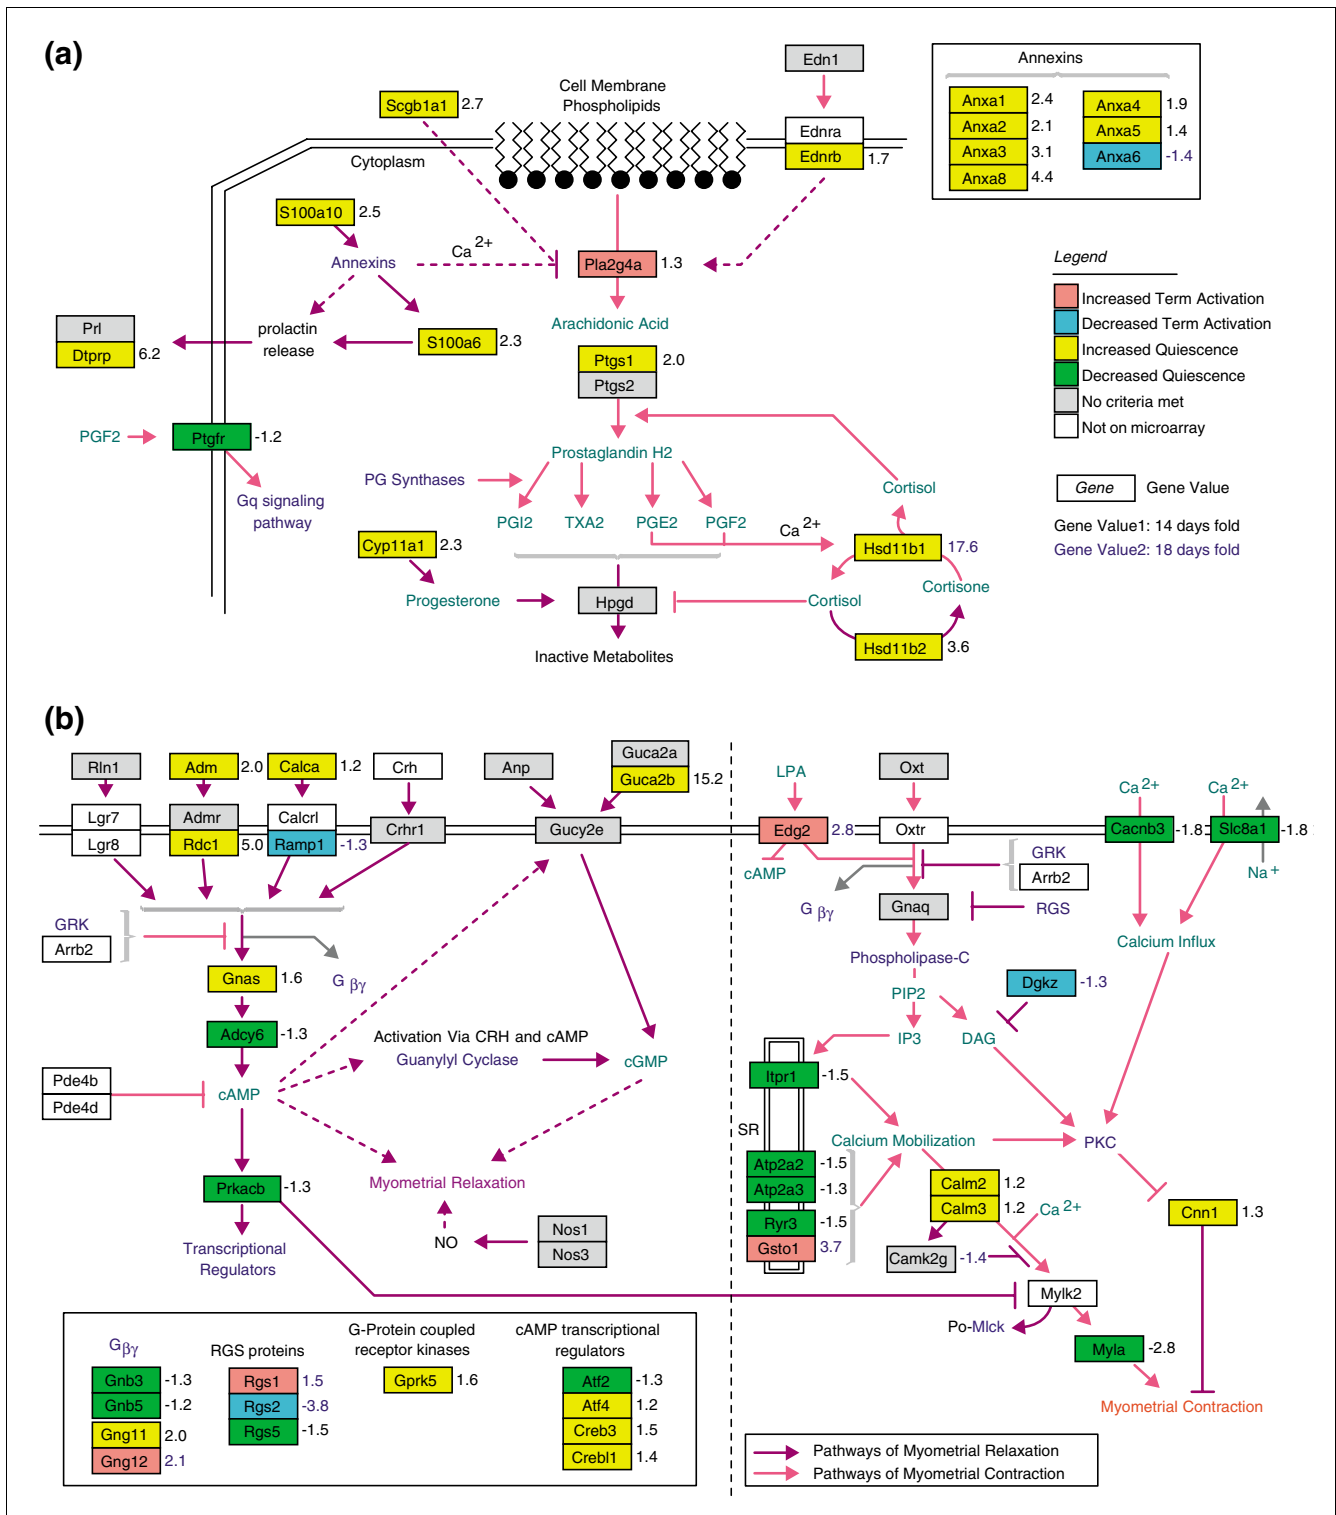 (a)
Edn1
Annexins
Cell Membrane
Phospholipids
Scgb1a1 2.7
Anxa1 2.4
Anxa2 2.1
Anxa3 3.1
Anxa8 4.4
Anxa4 1.9
Anxa5 1.4
Anxa6 -1.4
Ednra
Ednrb 1.7
Cytoplasm
S100a10 2.5
Ca 2+
Annexins
Pla2g4a 1.3
Legend
Increased Term Activation
Decreased Term Activation
Increased Quiescence
Decreased Quiescence
No criteria met
Not on microarray
Gene Gene Value
Gene Value1: 14 days fold
Gene Value2: 18 days fold
Arachidonic Acid
Prl
Dtprp 6.2
prolactin
release
S100a6 2.3
Ptgs1 2.0
Ptgs2
PGF2
Ptgfr -1.2
Prostaglandin H2
PG Synthases
Cortisol
Gq signaling
pathway
PGI2 TXA2 PGE2 PGF2
Ca 2+
Cyp11a1 2.3
Hsd11b1 17.6
Cortisone
Progesterone
Hpgd
Cortisol
Hsd11b2 3.6
Inactive Metabolites
(b)
Rln1
Adm 2.0
Calca 1.2
Crh
Anp
Guca2a
Guca2b 15.2
LPA
Oxt
Ca 2+
Ca 2+
Lgr7
Lgr8
Admr
Rdc1 5.0
Calcrl
Ramp1 -1.3
Crhr1
Gucy2e
Edg2 2.8
Oxtr
Cacnb3 -1.8
Slc8a1 -1.8
cAMP
GRK
Arrb2
Na +
G βγ
Gnaq
RGS
GRK
Arrb2
Calcium Influx
Gnas 1.6
G βγ
Phospholipase-C
PIP2
Dgkz -1.3
Adcy6 -1.3
Activation Via CRH and cAMP
Guanylyl Cyclase
cGMP
IP3
DAG
Pde4b
Pde4d
cAMP
Itpr1 -1.5
SR
Calcium Mobilization
PKC
Atp2a2 -1.5
Atp2a3 -1.3
Ryr3 -1.5
Gsto1 3.7
Calm2 1.2
Calm3 1.2
Ca 2+
Cnn1 1.3
Myometrial Relaxation
Prkacb -1.3
Transcriptional
Regulators
NO
Nos1
Nos3
Camk2g -1.4
Mylk2
Po-Mlck
Myla -2.8
Myometrial Contraction
Gβγ
Gnb3 -1.3
Gnb5 -1.2
Gng11 2.0
Gng12 2.1
RGS proteins
Rgs1 1.5
Rgs2 -3.8
Rgs5 -1.5
G-Protein coupled
receptor kinases
Gprk5 1.6
cAMP transcriptional
regulators
Atf2 -1.3
Atf4 1.2
Creb3 1.5
Crebl1 1.4
Pathways of Myometrial Relaxation
Pathways of Myometrial Contraction